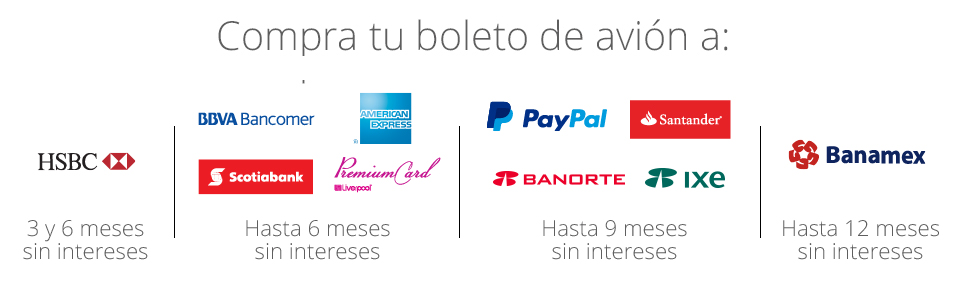 Compra tu boleto de avión a:
HSBC
3 y 6 meses
sin intereses
BBVA Bancomer
AMERICAN
EXPRESS
Scotiabank
PremiumCard
Liverpool
Hasta 6 meses
sin intereses
PayPal
Santander
BANORTE
IXE
Hasta 9 meses
sin intereses
Banamex
Hasta 12 meses
sin intereses